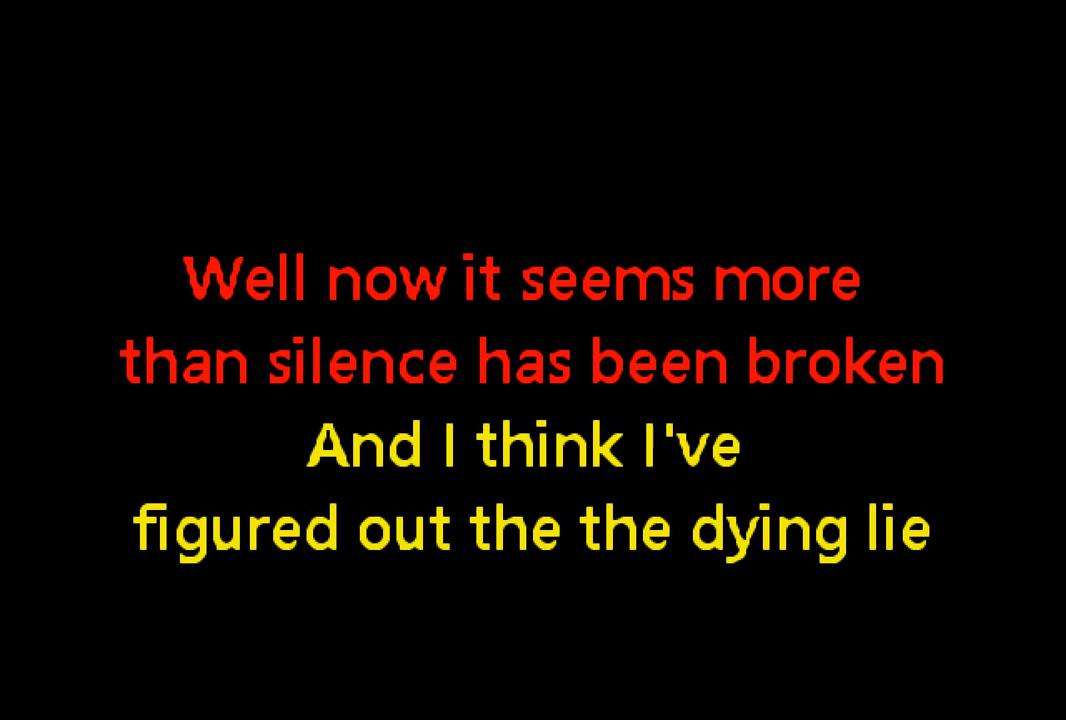 Well now it seems more
than silence has been broken
And I think I've
figured out the the dying lie